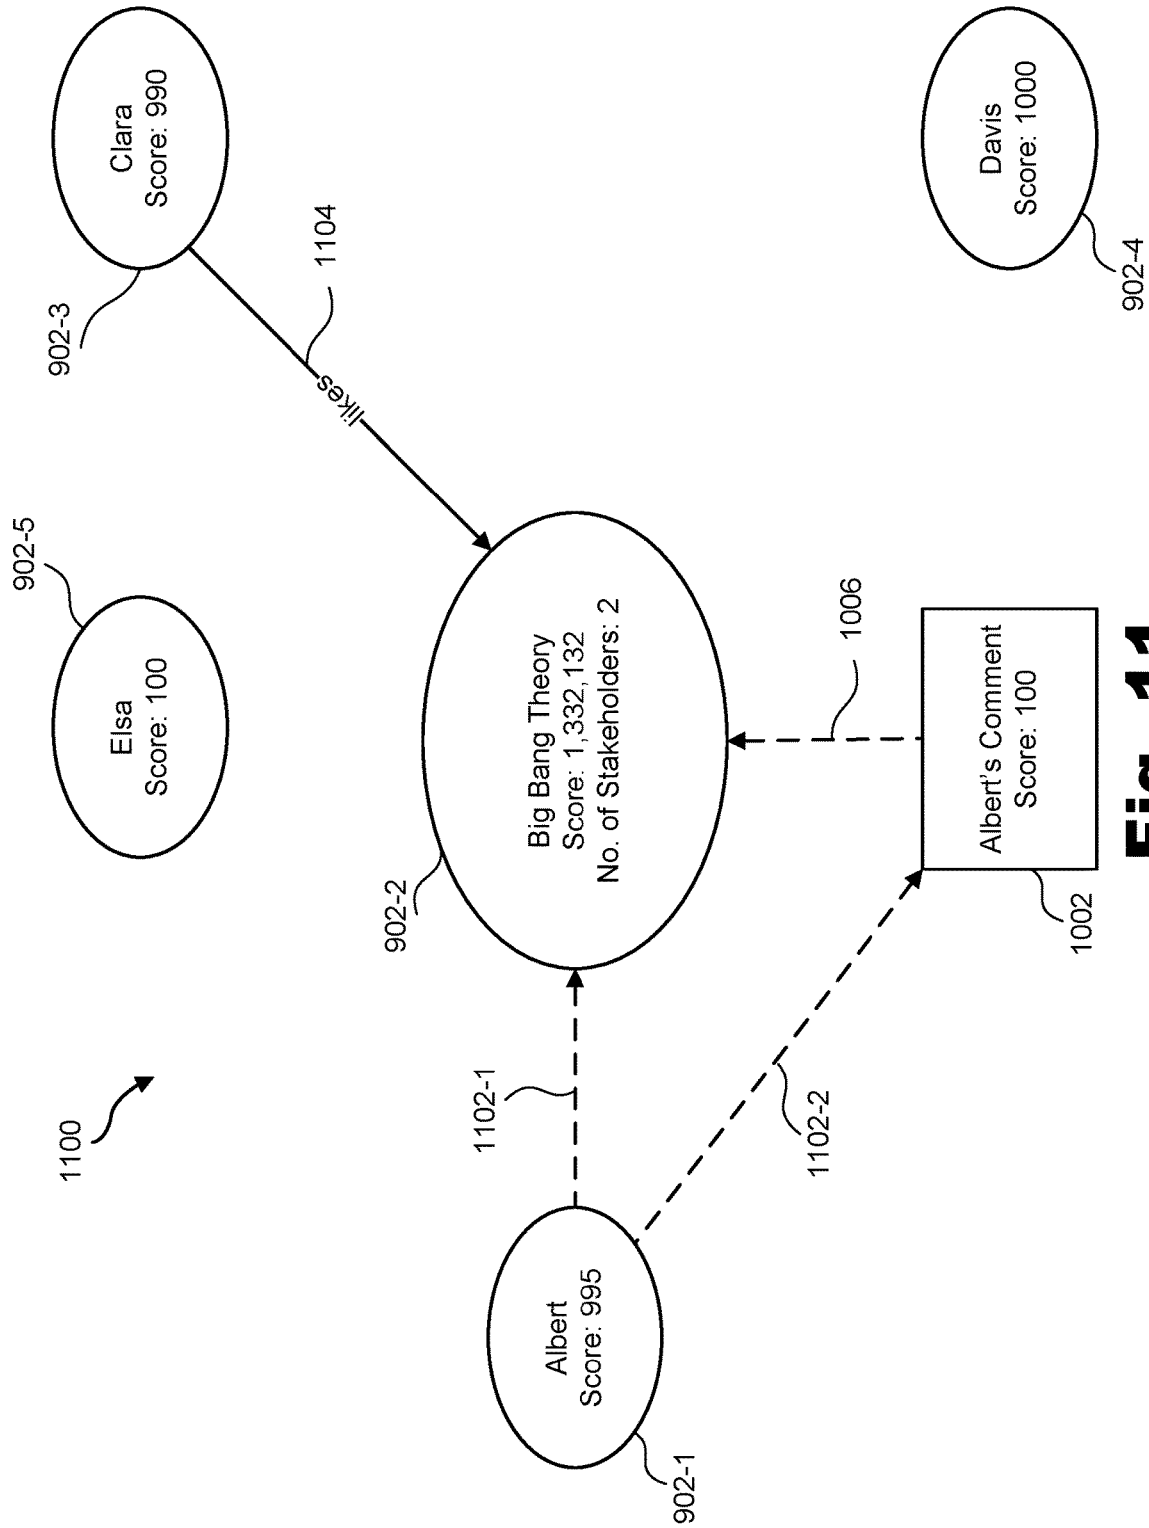 1100
902-5
Elsa
Score: 100
902-3
Clara
Score: 990
1104
likes
902-2
Big Bang Theory
Score: 1,332,132
No. of Stakeholders: 2
1102-1
Albert
Score: 995
902-1
1102-2
1006
Albert's Comment
Score: 100
1002
Davis
Score: 1000
902-4
Fig. 11